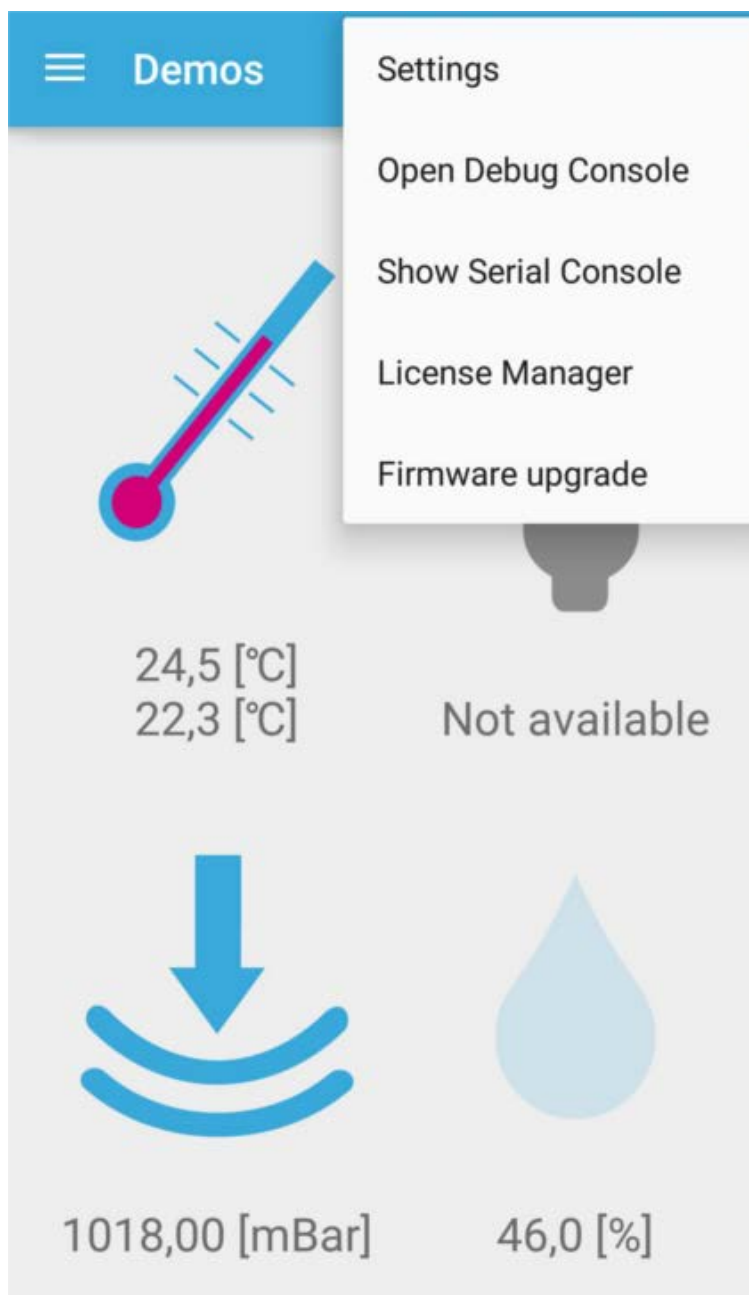 Demos
Settings
Open Debug Console
Show Serial Console
License Manager
Firmware upgrade
24,5 [°C]
22,3 [°C]
Not available
1018,00 [mBar]
46,0 [%]